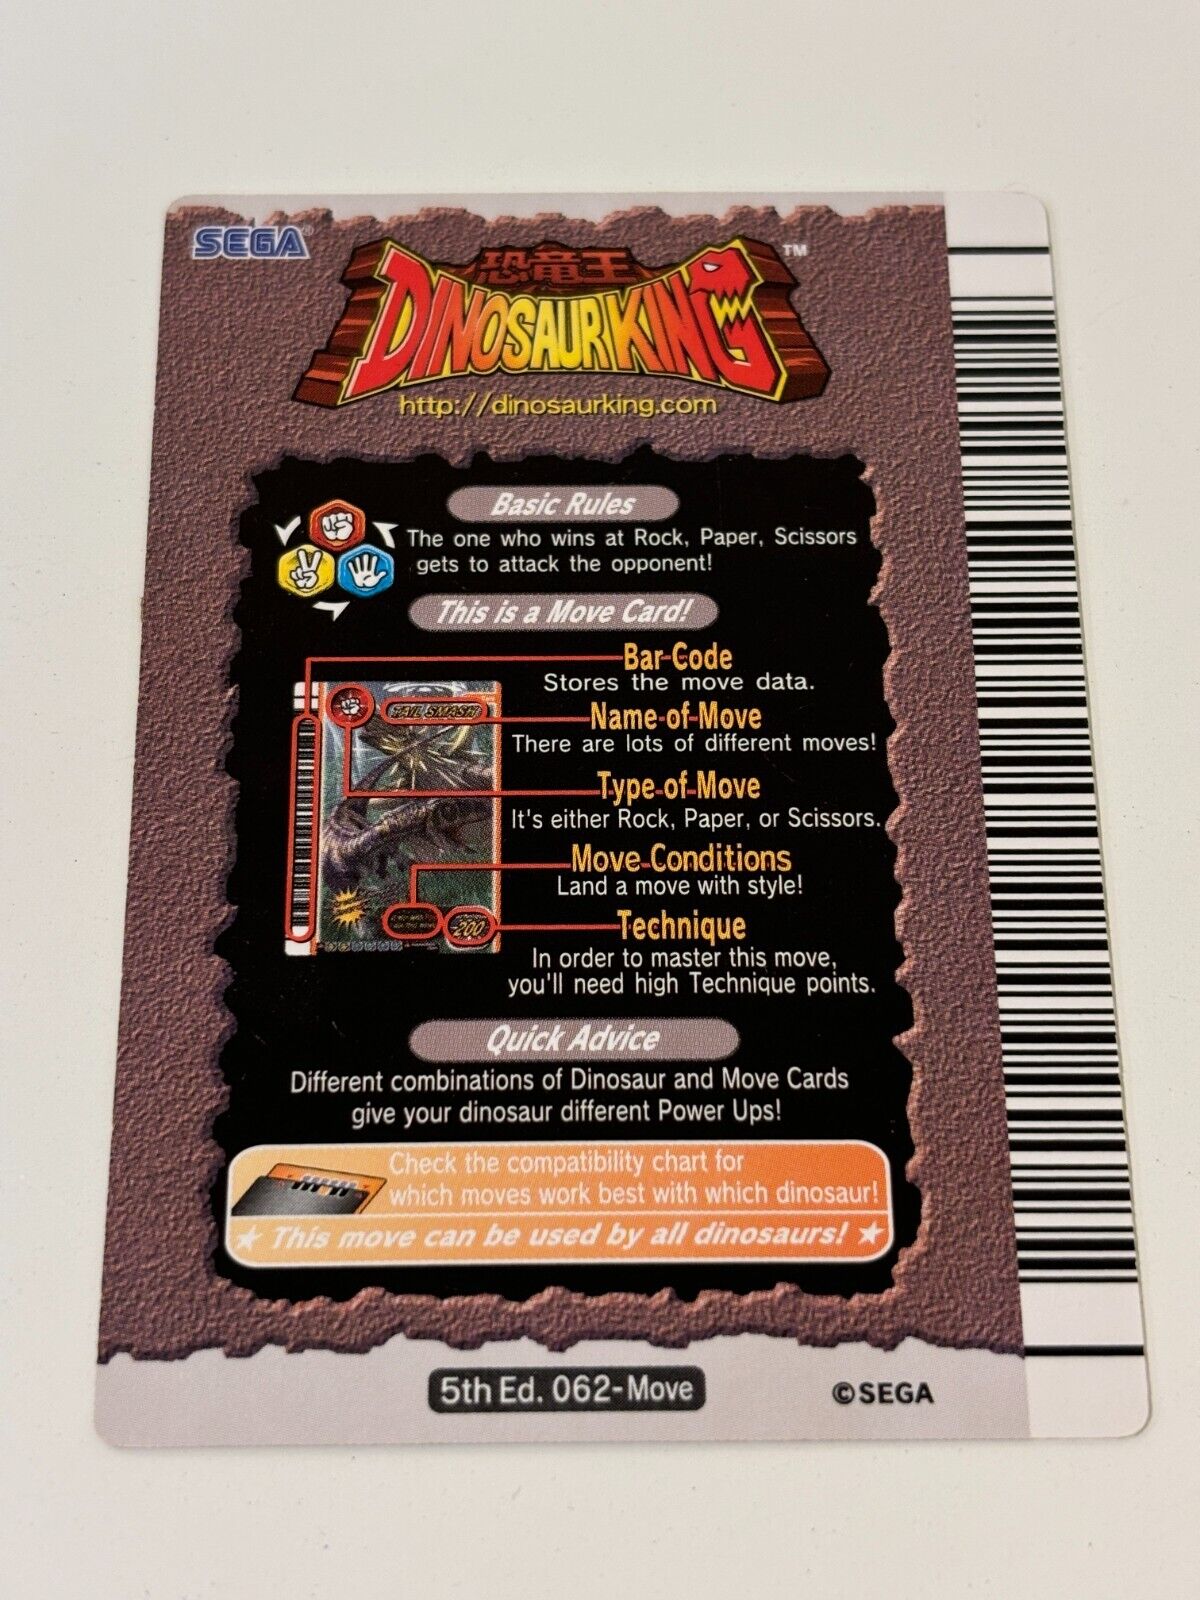 SEGA®
恐竜王
DINOSAUR KING™
http://dinosaurking.com
Basic Rules
The one who wins at Rock, Paper, Scissors
gets to attack the opponent!
This is a Move Card!
Bar Code
Stores the move data.
TAIL SMASH
Name of Move
There are lots of different moves!
Type of Move
It's either Rock, Paper, or Scissors.
Move Conditions
Land a move with style!
200
Technique
In order to master this move,
you'll need high Technique points.
Quick Advice
Different combinations of Dinosaur and Move Cards
give your dinosaur different Power Ups!
Check the compatibility chart for
which moves work best with which dinosaur!
★ This move can be used by all dinosaurs! ★
5th Ed. 062-Move
©SEGA